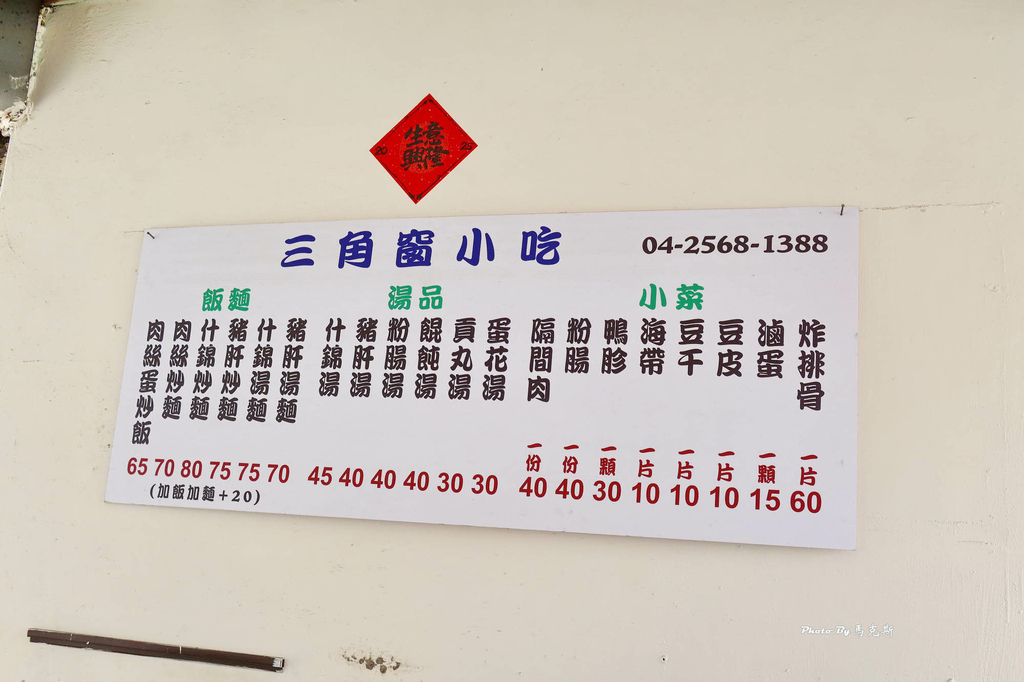 生意興隆
20 25
三角窗小吃 04-2568-1388
飯麵
肉絲蛋炒飯 65
肉絲炒麵 70
什錦炒麵 80
豬肝炒麵 75
什錦湯麵 75
豬肝湯麵 70
(加飯加麵+20)
湯品
什錦湯 45
豬肝湯 40
粉腸湯 40
餛飩湯 40
貢丸湯 30
蛋花湯 30
小菜
隔間肉 一份 40
粉腸 一份 40
鴨胗 一顆 30
海帶 一片 10
豆干 一片 10
豆皮 一片 10
滷蛋 一顆 15
炸排骨 一片 60
Photo By 馬克斯